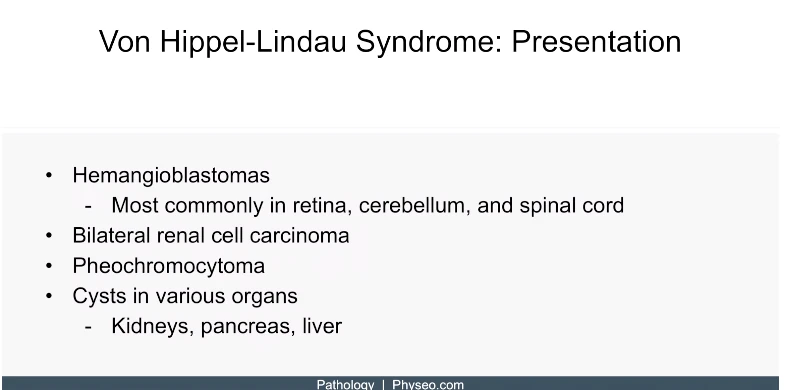 Von Hippel-Lindau Syndrome: Presentation
• Hemangioblastomas
- Most commonly in retina, cerebellum, and spinal cord
• Bilateral renal cell carcinoma
• Pheochromocytoma
• Cysts in various organs
- Kidneys, pancreas, liver
Pathology | Physeo.com